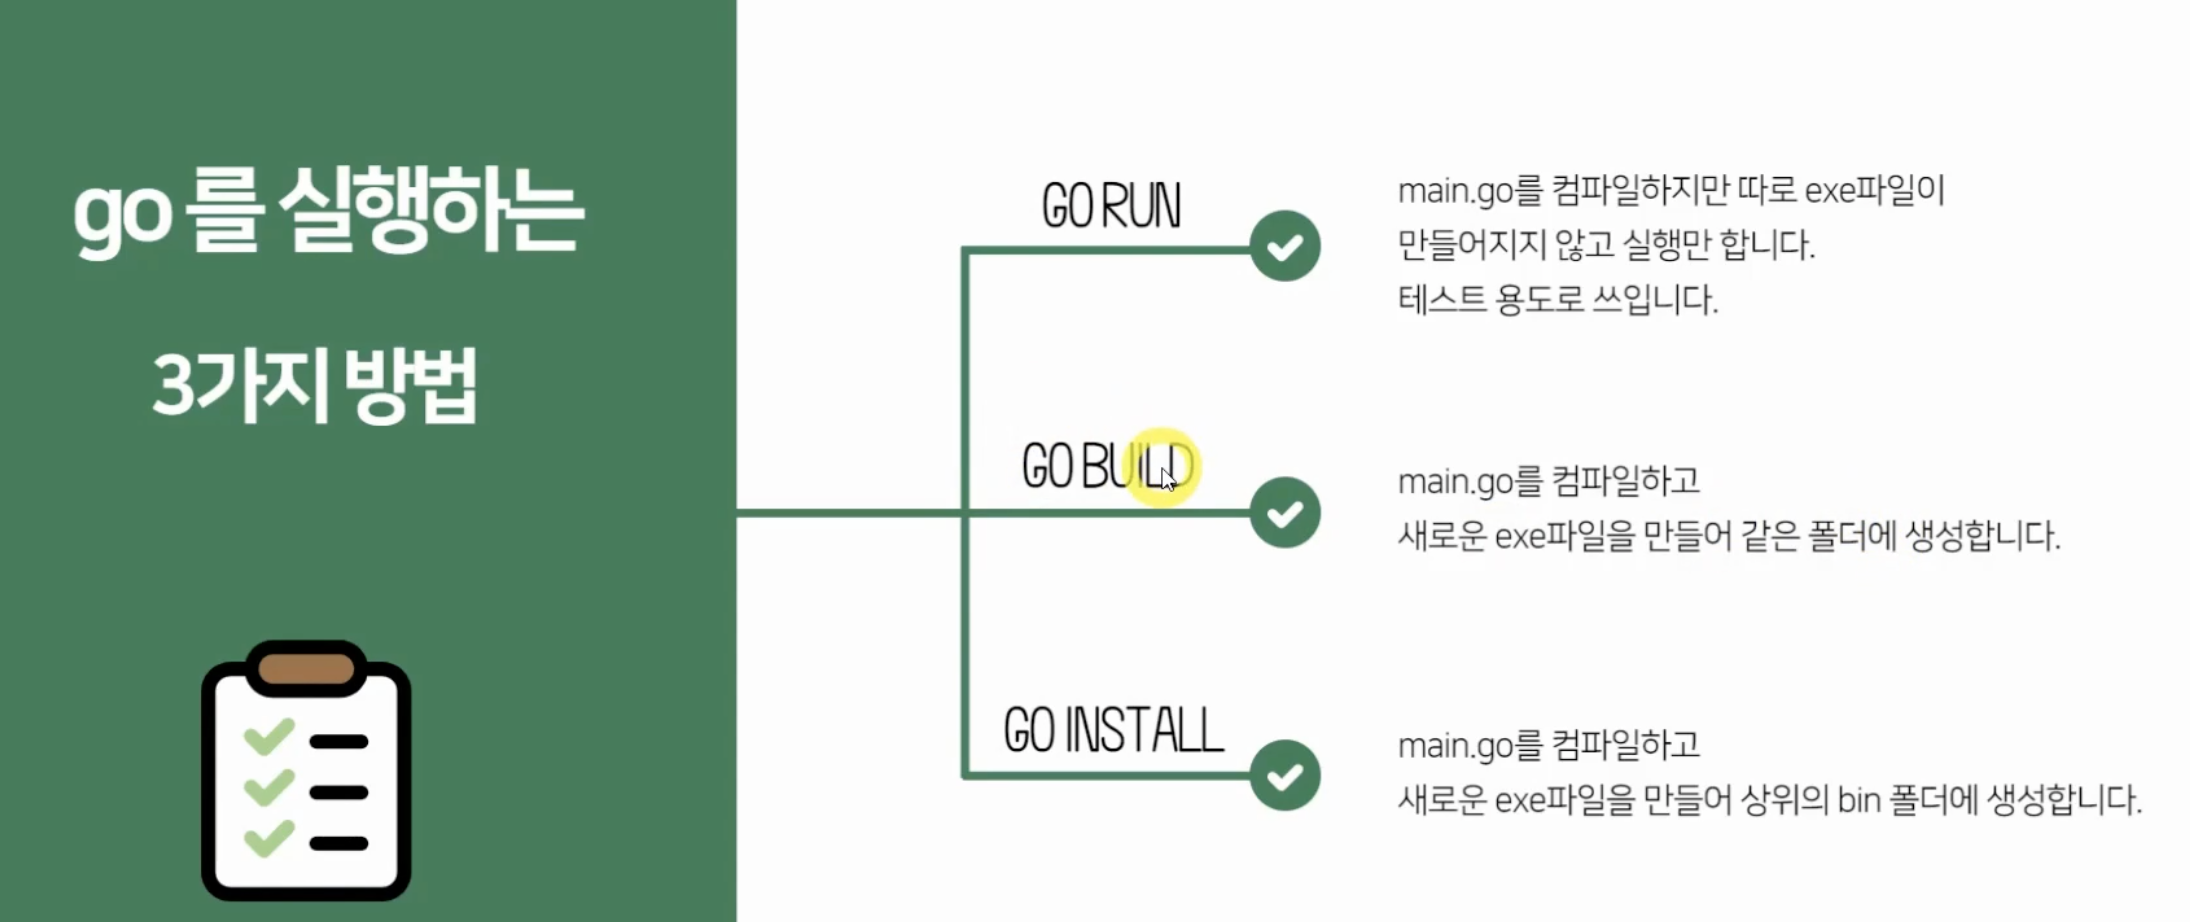 go 를 실행하는
3가지 방법
GO RUN
main.go를 컴파일하지만 따로 exe파일이
만들어지지 않고 실행만 합니다.
테스트 용도로 쓰입니다.
GO BUILD
main.go를 컴파일하고
새로운 exe파일을 만들어 같은 폴더에 생성합니다.
GO INSTALL
main.go를 컴파일하고
새로운 exe파일을 만들어 상위의 bin 폴더에 생성합니다.